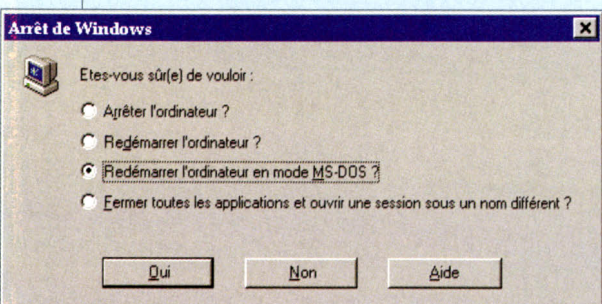 Arrêt de Windows
Etes-vous sûr(e) de vouloir :
Arrêter l'ordinateur ?
Redémarrer l'ordinateur ?
Redémarrer l'ordinateur en mode MS-DOS ?
Fermer toutes les applications et ouvrir une session sous un nom différent ?
Oui Non Aide